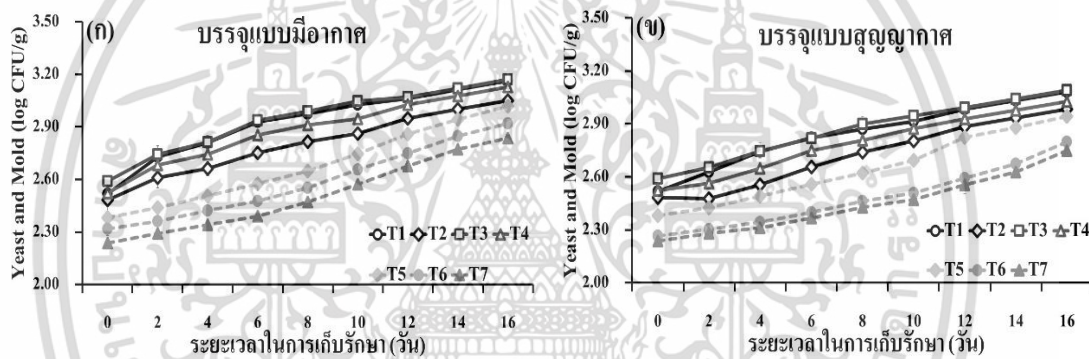 (ก) บรรจุแบบมีอากาศ
Yeast and Mold (log CFU/g)
3.50
3.20
2.90
2.60
2.30
2.00
T1 T2 T3 T4
T5 T6 T7
0 2 4 6 8 10 12 14 16
ระยะเวลาในการเก็บรักษา (วัน)
(ข) บรรจุแบบสุญญากาศ
Yeast and Mold (log CFU/g)
3.50
3.20
2.90
2.60
2.30
2.00
T1 T2 T3 T4
T5 T6 T7
0 2 4 6 8 10 12 14 16
ระยะเวลาในการเก็บรักษา (วัน)